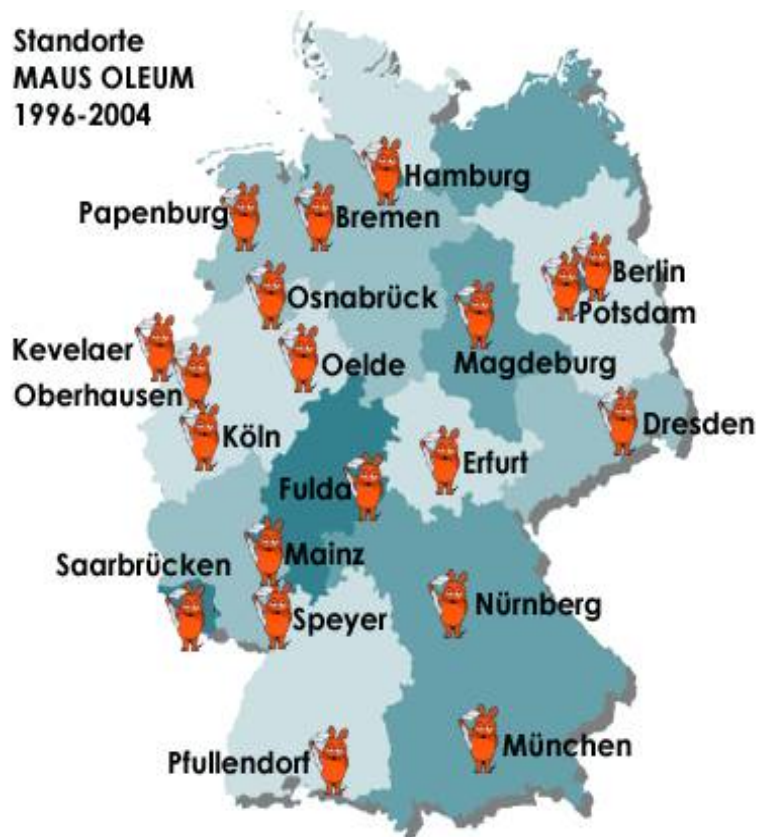 Standorte
MAUS OLEUM
1996-2004
Hamburg
Papenburg
Bremen
Berlin
Osnabrück
Potsdam
Kevelaer
Oelde
Magdeburg
Oberhausen
Dresden
Köln
Erfurt
Fulda
Mainz
Saarbrücken
Nürnberg
Speyer
München
Pfullendorf